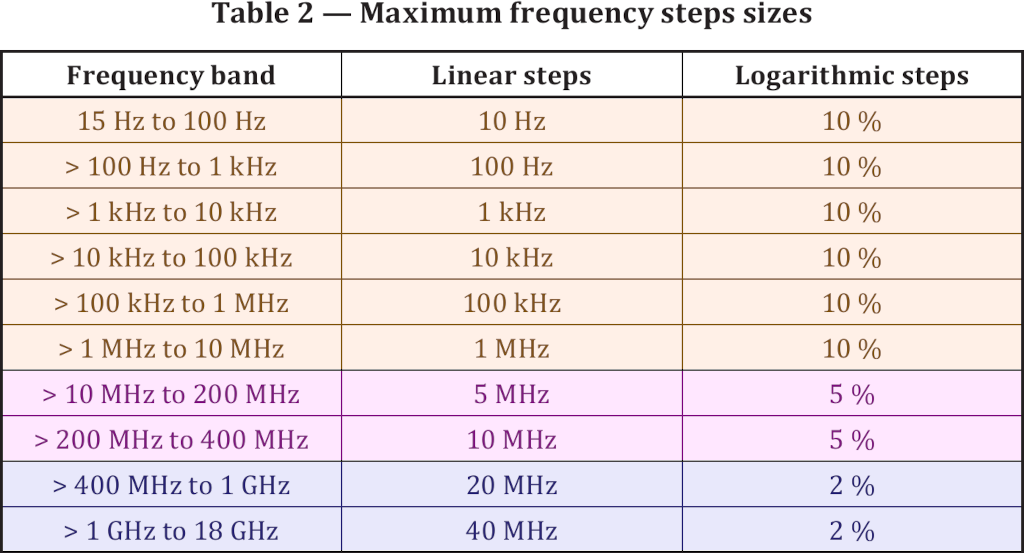 Table 2 — Maximum frequency steps sizes
Frequency band Linear steps Logarithmic steps
15 Hz to 100 Hz 10 Hz 10 %
> 100 Hz to 1 kHz 100 Hz 10 %
> 1 kHz to 10 kHz 1 kHz 10 %
> 10 kHz to 100 kHz 10 kHz 10 %
> 100 kHz to 1 MHz 100 kHz 10 %
> 1 MHz to 10 MHz 1 MHz 10 %
> 10 MHz to 200 MHz 5 MHz 5 %
> 200 MHz to 400 MHz 10 MHz 5 %
> 400 MHz to 1 GHz 20 MHz 2 %
> 1 GHz to 18 GHz 40 MHz 2 %